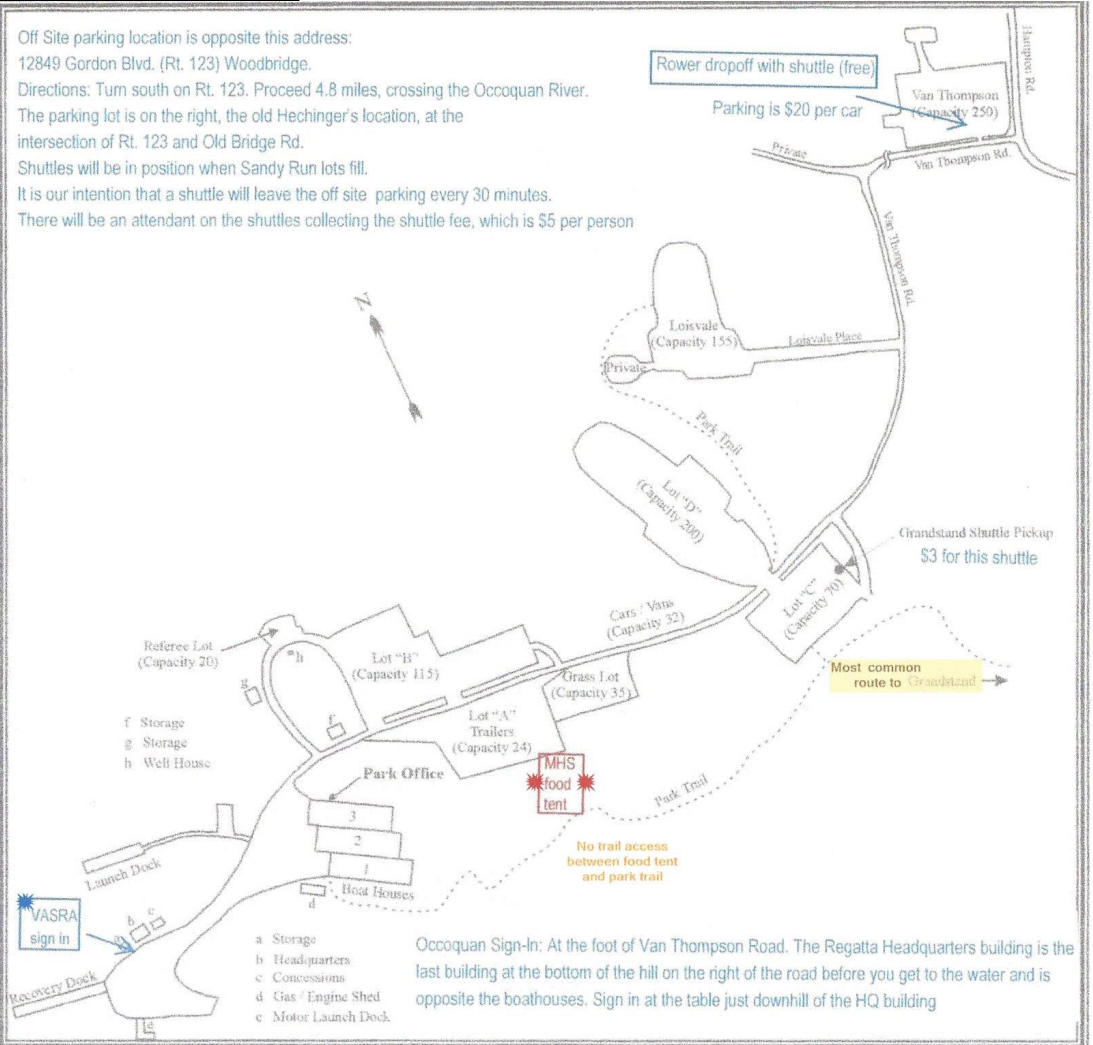 Off Site parking location is opposite this address:
12849 Gordon Blvd. (Rt. 123) Woodbridge.
Directions: Turn south on Rt. 123. Proceed 4.8 miles, crossing the Occoquan River.
The parking lot is on the right, the old Hechinger's location, at the
intersection of Rt. 123 and Old Bridge Rd.
Shuttles will be in position when Sandy Run lots fill.
It is our intention that a shuttle will leave the off site parking every 30 minutes.
There will be an attendant on the shuttles collecting the shuttle fee, which is $5 per person
Rower dropoff with shuttle (free)
Parking is $20 per car
Hampton Rd.
Van Thompson
(Capacity 250)
Private
Van Thompson Rd.
Van Thompson Rd.
N
Loisvale
(Capacity 155)
Loisvale Place
Private
Park Trail
Lot "D"
(Capacity 200)
Grandstand Shuttle Pickup
$3 for this shuttle
Lot "C"
(Capacity 70)
Cars / Vans
(Capacity 32)
Referee Lot
(Capacity 20)
h
Lot "B"
(Capacity 115)
Grass Lot
(Capacity 35)
Most common
route to Grandstand
g
f
f Storage
g Storage
h Well House
Lot "A"
Trailers
(Capacity 24)
MHS
food
tent
Park Office
Park Trail
3
2
1
No trail access
between food tent
and park trail
Launch Dock
Boat Houses
d
VASRA
sign in
b
c
a
a Storage
b Headquarters
c Concessions
d Gas / Engine Shed
e Motor Launch Dock
Recovery Dock
e
Occoquan Sign-In: At the foot of Van Thompson Road. The Regatta Headquarters building is the
last building at the bottom of the hill on the right of the road before you get to the water and is
opposite the boathouses. Sign in at the table just downhill of the HQ building